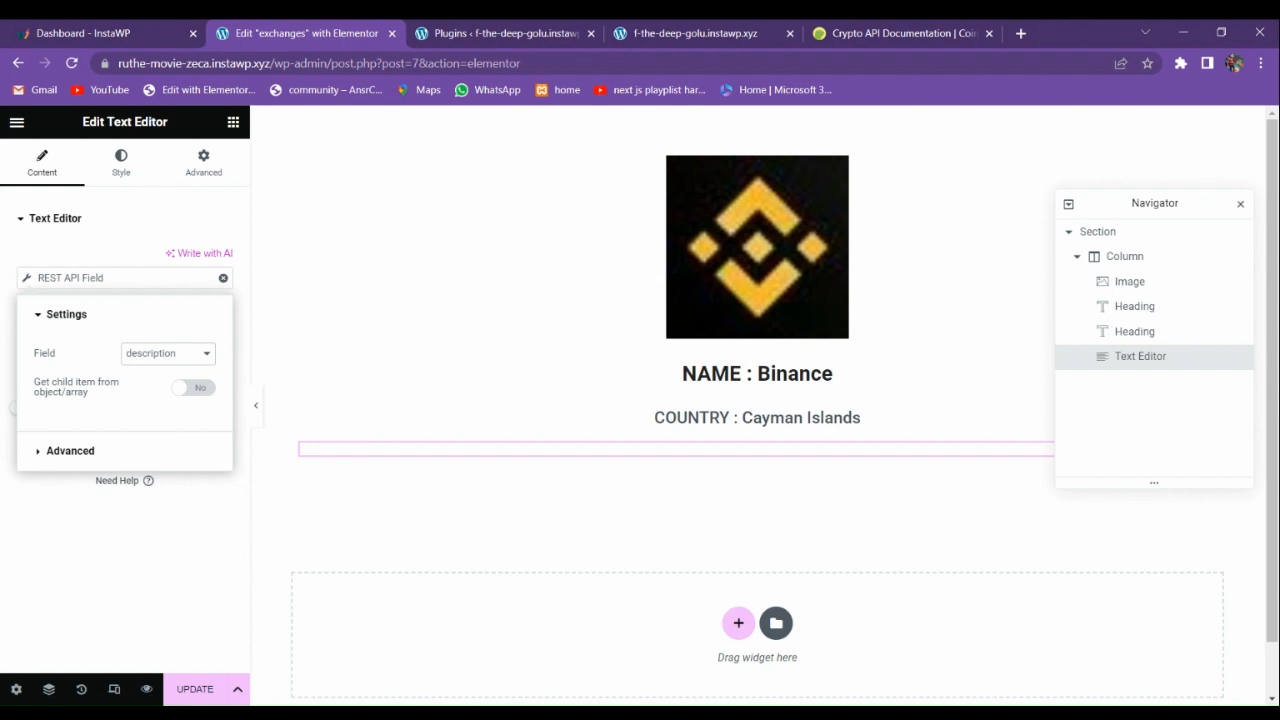 Dashboard - InstaWP
Edit "exchanges" with Elementor
Plugins ‹ f-the-deep-golu.instaw
f-the-deep-golu.instawp.xyz
Crypto API Documentation | Coin
ruthe-movie-zeca.instawp.xyz/wp-admin/post.php?post=7&action=elementor
Gmail
YouTube
Edit with Elementor...
community – AnsrC...
Maps
WhatsApp
home
next js playplist har...
Home | Microsoft 3...
Edit Text Editor
Content
Style
Advanced
Text Editor
Write with AI
REST API Field
Settings
Field
description
Get child item from
object/array
No
Advanced
Need Help
UPDATE
NAME : Binance
COUNTRY : Cayman Islands
Drag widget here
Navigator
Section
Column
Image
Heading
Heading
Text Editor